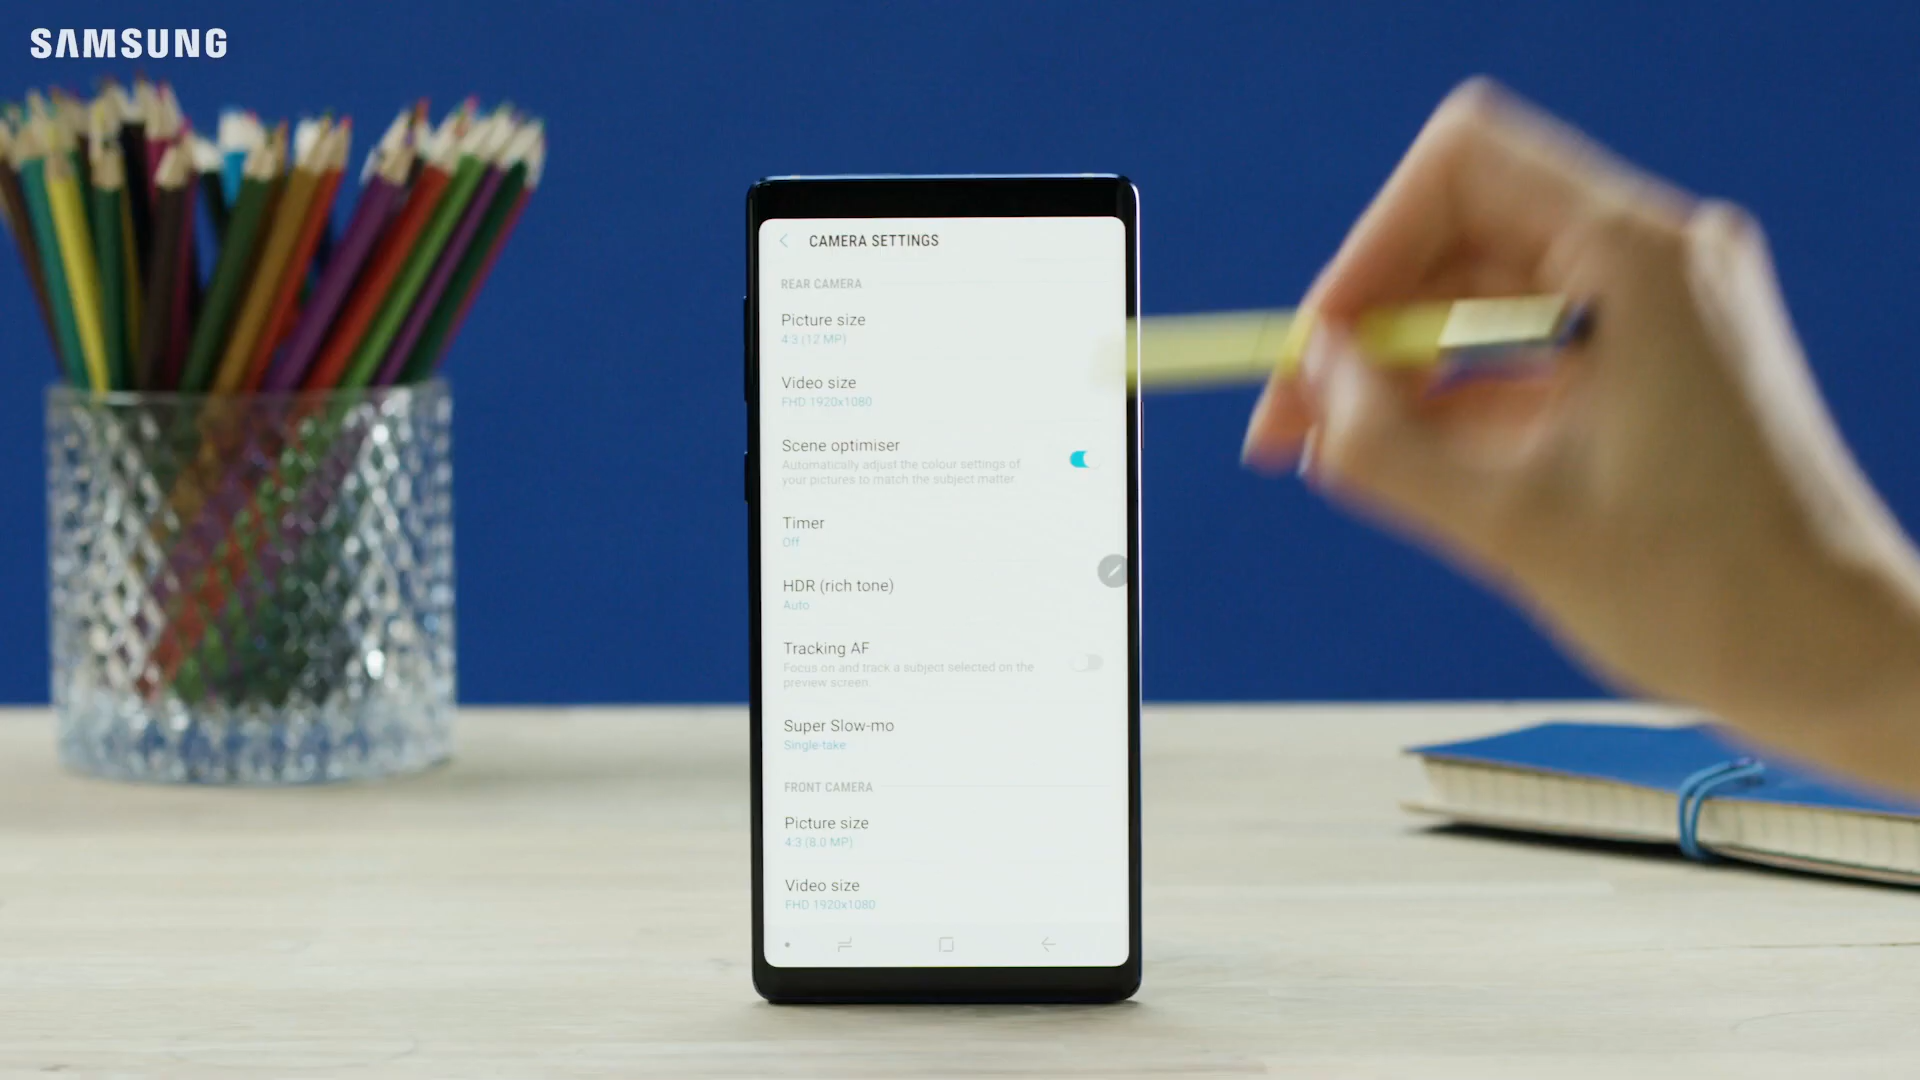 SAMSUNG
CAMERA SETTINGS
REAR CAMERA
Picture size
4:3 (12 MP)
Video size
FHD 1920x1080
Scene optimiser
Automatically adjust the colour settings of
your pictures to match the subject matter.
Timer
Off
HDR (rich tone)
Auto
Tracking AF
Focus on and track a subject selected on the
preview screen.
Super Slow-mo
Single-take
FRONT CAMERA
Picture size
4:3 (8.0 MP)
Video size
FHD 1920x1080